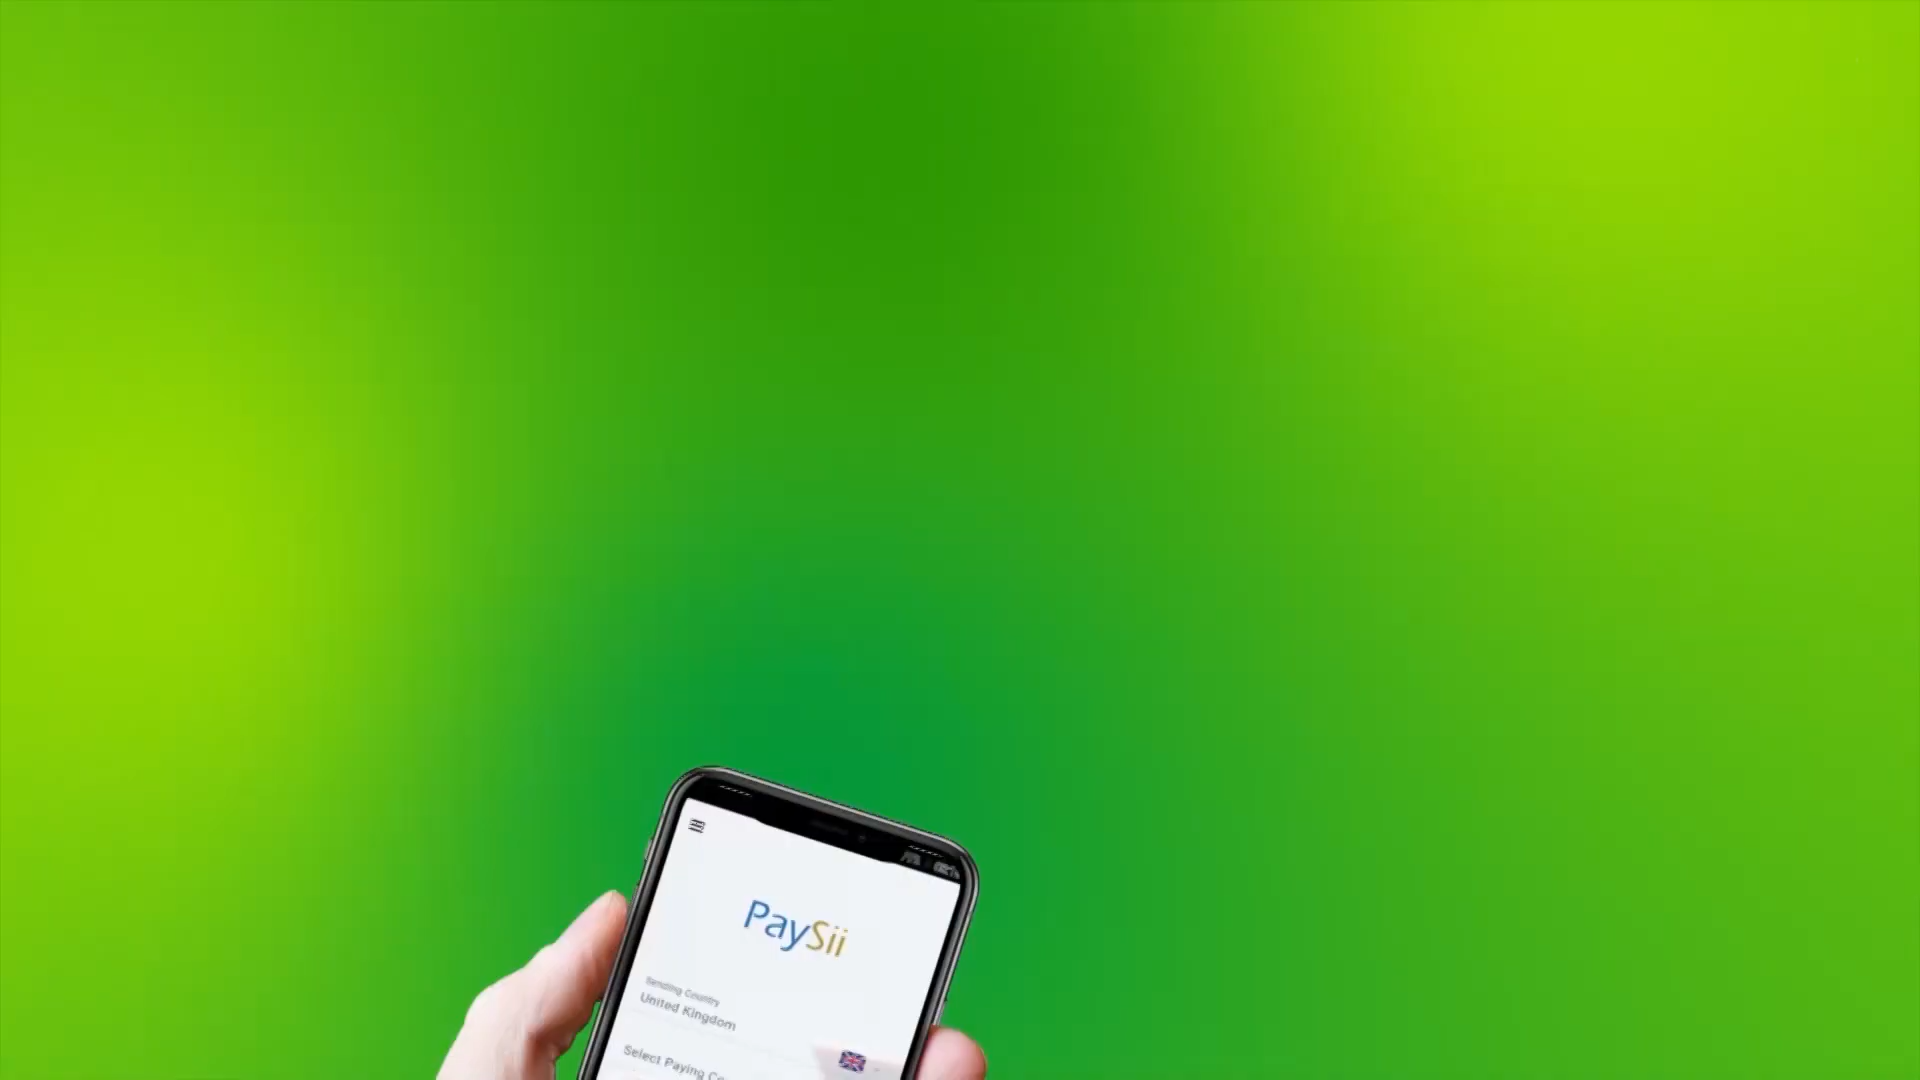 PaySii
Sending Country
United Kingdom
Select Paying